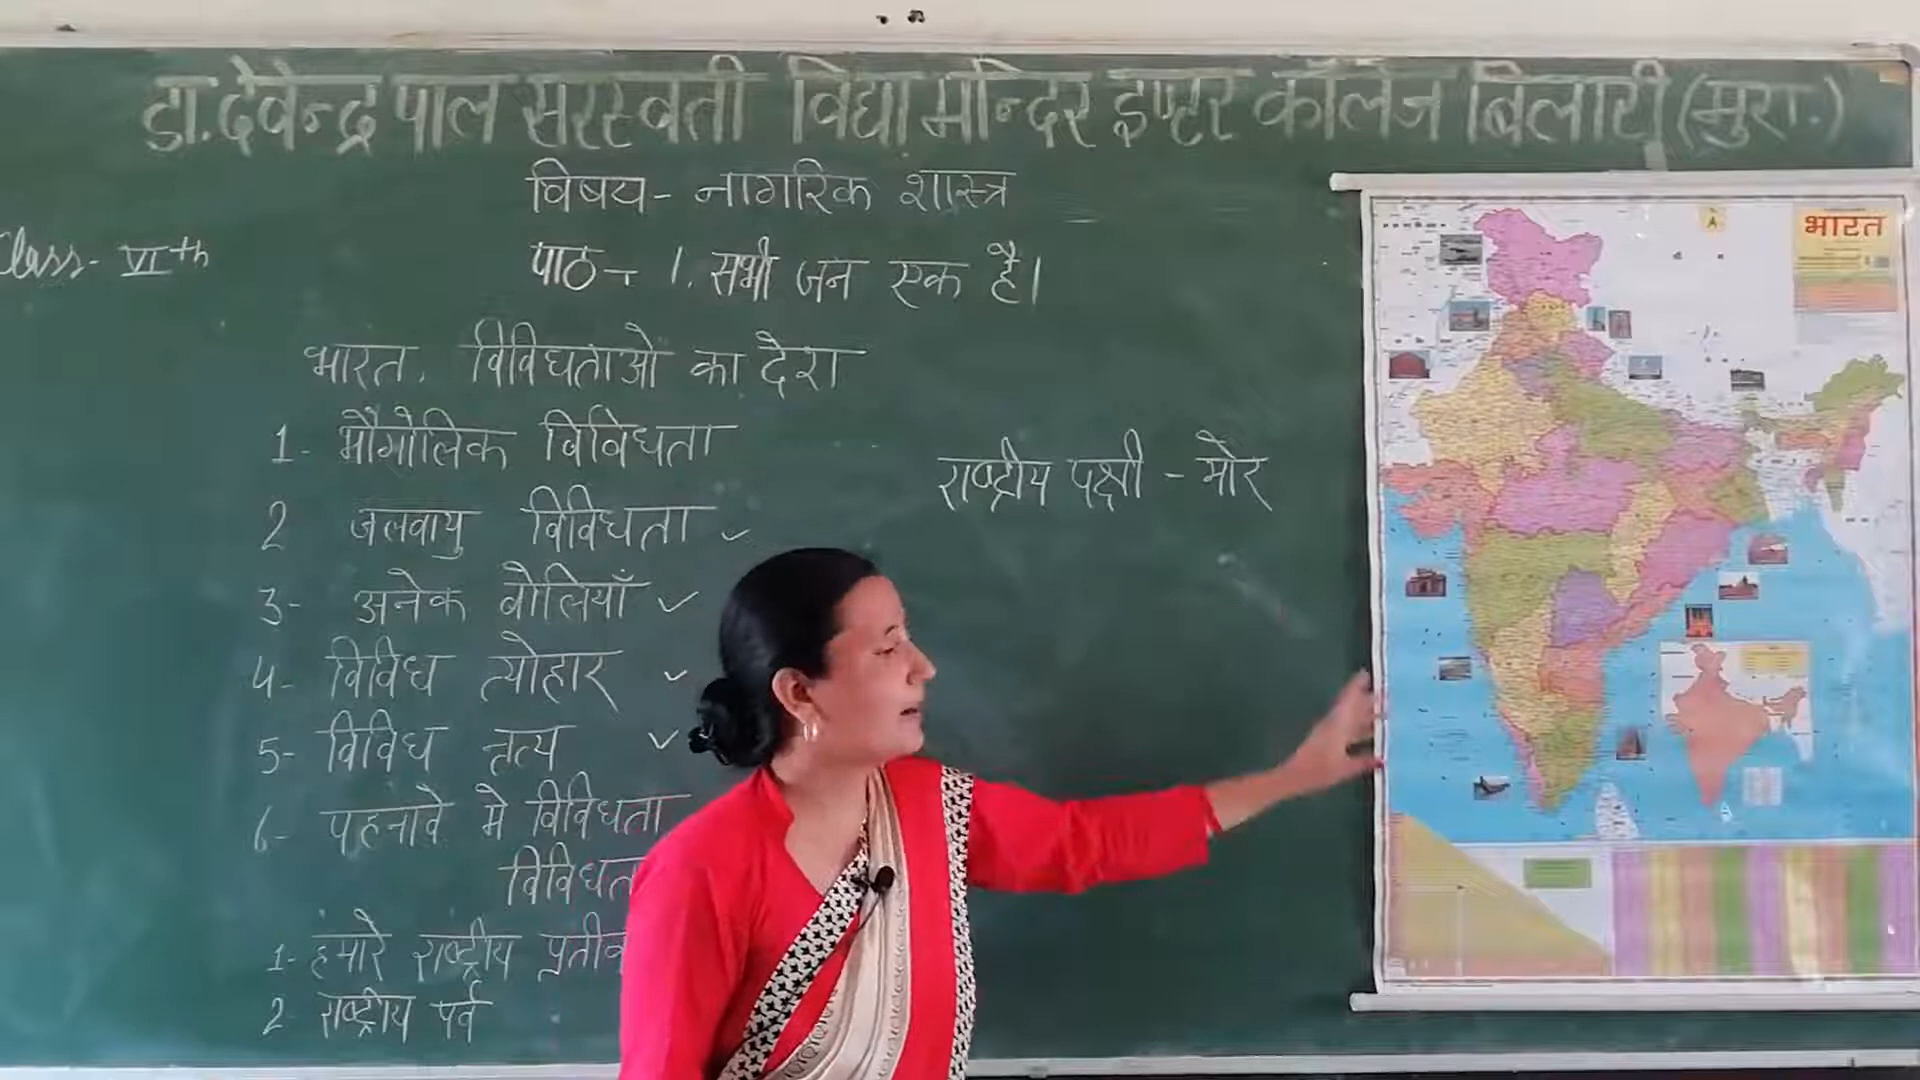 डा. देवेन्द्र पाल सरस्वती विद्या मन्दिर इण्टर कॉलेज बिलारी (मुरा.)
विषय - नागरिक शास्त्र
Class - VIth
पाठ - 1. सभी जन एक है।
भारत, विविधताओं का देश
1- भौगोलिक विविधता
2 जलवायु विविधता ✓
3- अनेक बोलियाँ ✓
4- विविध त्योहार ✓
5- विविध नृत्य ✓
6- पहनावे मे विविधता
विविधत
1- हमारे राष्ट्रीय प्रतीक
2- राष्ट्रीय पर्व
राष्ट्रीय पक्षी - मोर
भारत
A